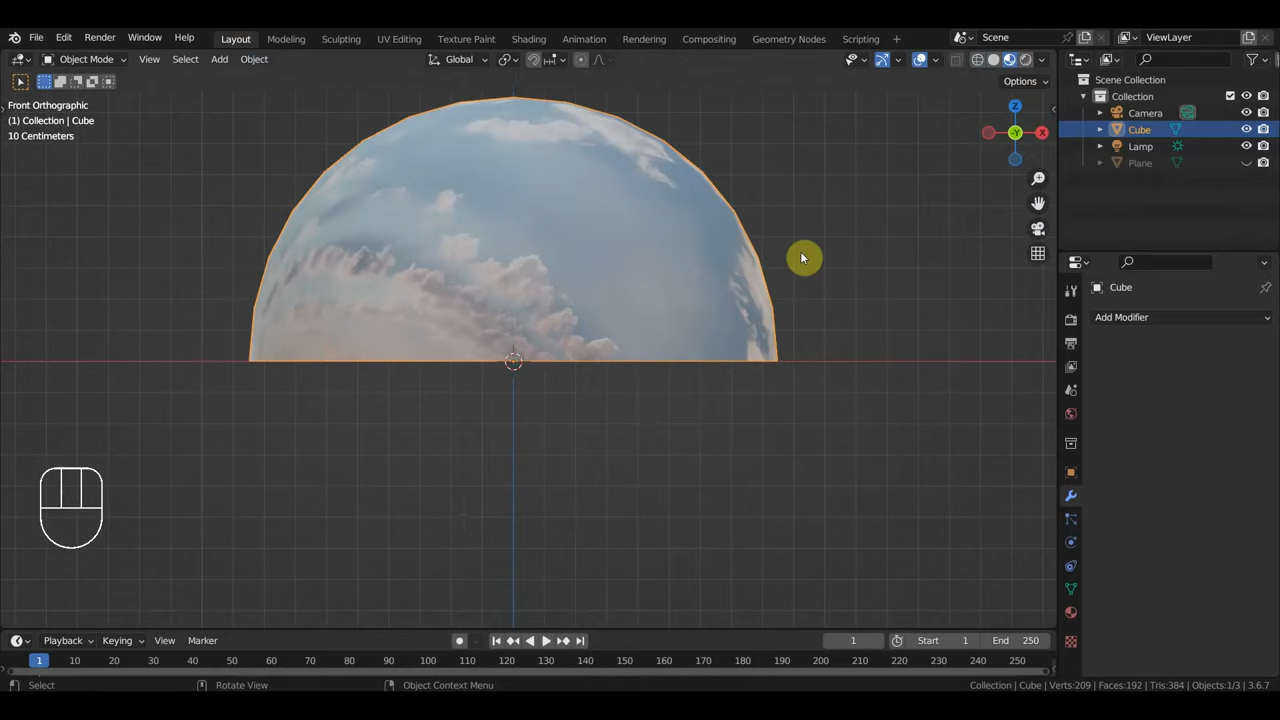 File Edit Render Window Help Layout Modeling Sculpting UV Editing Texture Paint Shading Animation Rendering Compositing Geometry Nodes Scripting + Scene ViewLayer
Object Mode View Select Add Object Global
Options
Front Orthographic
(1) Collection | Cube
10 Centimeters
Z
X
-Y
Scene Collection
Collection
Camera
Cube
Lamp
Plane
Cube
Add Modifier
Playback Keying View Marker 1 Start 1 End 250
1 10 20 30 40 50 60 70 80 90 100 110 120 130 140 150 160 170 180 190 200 210 220 230 240 250
Select Rotate View Object Context Menu Collection | Cube | Verts:209 | Faces:192 | Tris:384 | Objects:1/3 | 3.6.7